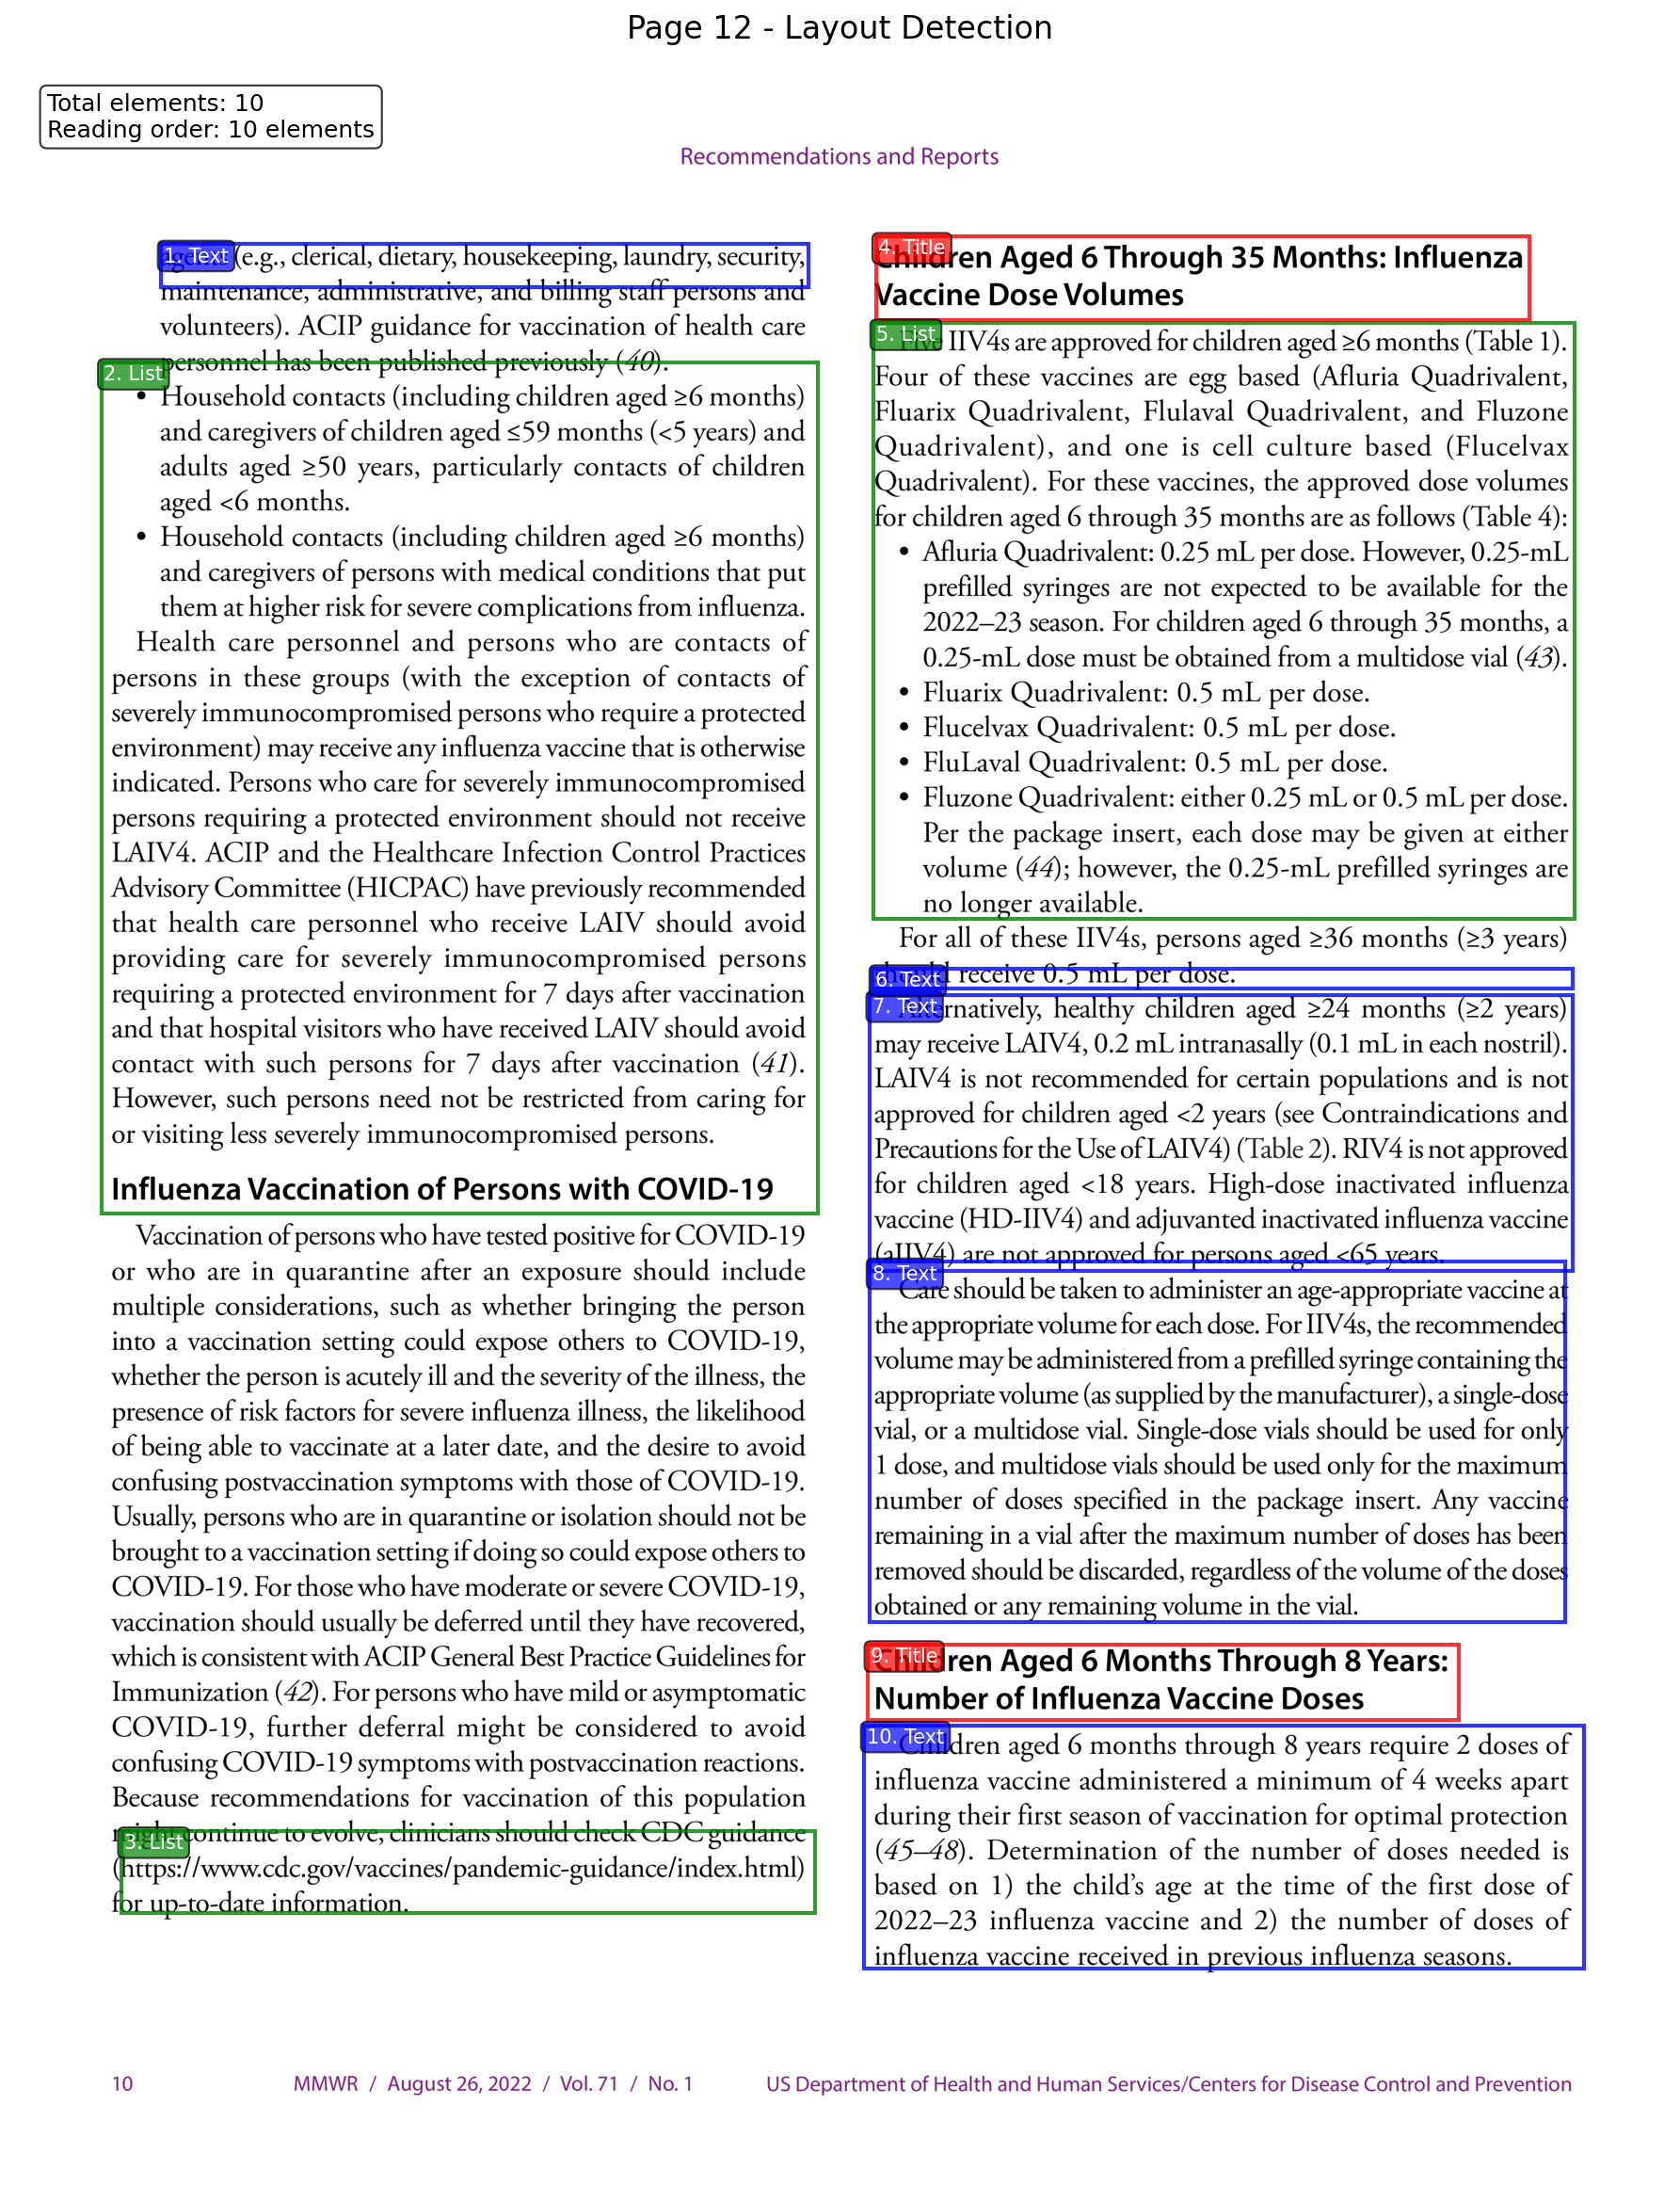 Page 12 - Layout Detection
Total elements: 10
Reading order: 10 elements
Recommendations and Reports
1. Text (e.g., clerical, dietary, housekeeping, laundry, security,
maintenance, administrative, and billing staff persons and
volunteers). ACIP guidance for vaccination of health care
personnel has been published previously (40).
2. List
• Household contacts (including children aged ≥6 months)
and caregivers of children aged ≤59 months (<5 years) and
adults aged ≥50 years, particularly contacts of children
aged <6 months.
• Household contacts (including children aged ≥6 months)
and caregivers of persons with medical conditions that put
them at higher risk for severe complications from influenza.
Health care personnel and persons who are contacts of
persons in these groups (with the exception of contacts of
severely immunocompromised persons who require a protected
environment) may receive any influenza vaccine that is otherwise
indicated. Persons who care for severely immunocompromised
persons requiring a protected environment should not receive
LAIV4. ACIP and the Healthcare Infection Control Practices
Advisory Committee (HICPAC) have previously recommended
that health care personnel who receive LAIV should avoid
providing care for severely immunocompromised persons
requiring a protected environment for 7 days after vaccination
and that hospital visitors who have received LAIV should avoid
contact with such persons for 7 days after vaccination (41).
However, such persons need not be restricted from caring for
or visiting less severely immunocompromised persons.
Influenza Vaccination of Persons with COVID-19
Vaccination of persons who have tested positive for COVID-19
or who are in quarantine after an exposure should include
multiple considerations, such as whether bringing the person
into a vaccination setting could expose others to COVID-19,
whether the person is acutely ill and the severity of the illness, the
presence of risk factors for severe influenza illness, the likelihood
of being able to vaccinate at a later date, and the desire to avoid
confusing postvaccination symptoms with those of COVID-19.
Usually, persons who are in quarantine or isolation should not be
brought to a vaccination setting if doing so could expose others to
COVID-19. For those who have moderate or severe COVID-19,
vaccination should usually be deferred until they have recovered,
which is consistent with ACIP General Best Practice Guidelines for
Immunization (42). For persons who have mild or asymptomatic
COVID-19, further deferral might be considered to avoid
confusing COVID-19 symptoms with postvaccination reactions.
Because recommendations for vaccination of this population
might continue to evolve, clinicians should check CDC guidance
3. List
(https://www.cdc.gov/vaccines/pandemic-guidance/index.html)
for up-to-date information.
4. Title
Children Aged 6 Through 35 Months: Influenza
Vaccine Dose Volumes
5. List
Five IIV4s are approved for children aged ≥6 months (Table 1).
Four of these vaccines are egg based (Afluria Quadrivalent,
Fluarix Quadrivalent, Flulaval Quadrivalent, and Fluzone
Quadrivalent), and one is cell culture based (Flucelvax
Quadrivalent). For these vaccines, the approved dose volumes
for children aged 6 through 35 months are as follows (Table 4):
• Afluria Quadrivalent: 0.25 mL per dose. However, 0.25-mL
prefilled syringes are not expected to be available for the
2022–23 season. For children aged 6 through 35 months, a
0.25-mL dose must be obtained from a multidose vial (43).
• Fluarix Quadrivalent: 0.5 mL per dose.
• Flucelvax Quadrivalent: 0.5 mL per dose.
• FluLaval Quadrivalent: 0.5 mL per dose.
• Fluzone Quadrivalent: either 0.25 mL or 0.5 mL per dose.
Per the package insert, each dose may be given at either
volume (44); however, the 0.25-mL prefilled syringes are
no longer available.
For all of these IIV4s, persons aged ≥36 months (≥3 years)
should receive 0.5 mL per dose.
6. Text
7. Text
Alternatively, healthy children aged ≥24 months (≥2 years)
may receive LAIV4, 0.2 mL intranasally (0.1 mL in each nostril).
LAIV4 is not recommended for certain populations and is not
approved for children aged <2 years (see Contraindications and
Precautions for the Use of LAIV4) (Table 2). RIV4 is not approved
for children aged <18 years. High-dose inactivated influenza
vaccine (HD-IIV4) and adjuvanted inactivated influenza vaccine
(aIIV4) are not approved for persons aged <65 years.
8. Text
Care should be taken to administer an age-appropriate vaccine at
the appropriate volume for each dose. For IIV4s, the recommended
volume may be administered from a prefilled syringe containing the
appropriate volume (as supplied by the manufacturer), a single-dose
vial, or a multidose vial. Single-dose vials should be used for only
1 dose, and multidose vials should be used only for the maximum
number of doses specified in the package insert. Any vaccine
remaining in a vial after the maximum number of doses has been
removed should be discarded, regardless of the volume of the doses
obtained or any remaining volume in the vial.
9. Title
Children Aged 6 Months Through 8 Years:
Number of Influenza Vaccine Doses
10. Text
Children aged 6 months through 8 years require 2 doses of
influenza vaccine administered a minimum of 4 weeks apart
during their first season of vaccination for optimal protection
(45–48). Determination of the number of doses needed is
based on 1) the child's age at the time of the first dose of
2022–23 influenza vaccine and 2) the number of doses of
influenza vaccine received in previous influenza seasons.
10 MMWR / August 26, 2022 / Vol. 71 / No. 1 US Department of Health and Human Services/Centers for Disease Control and Prevention